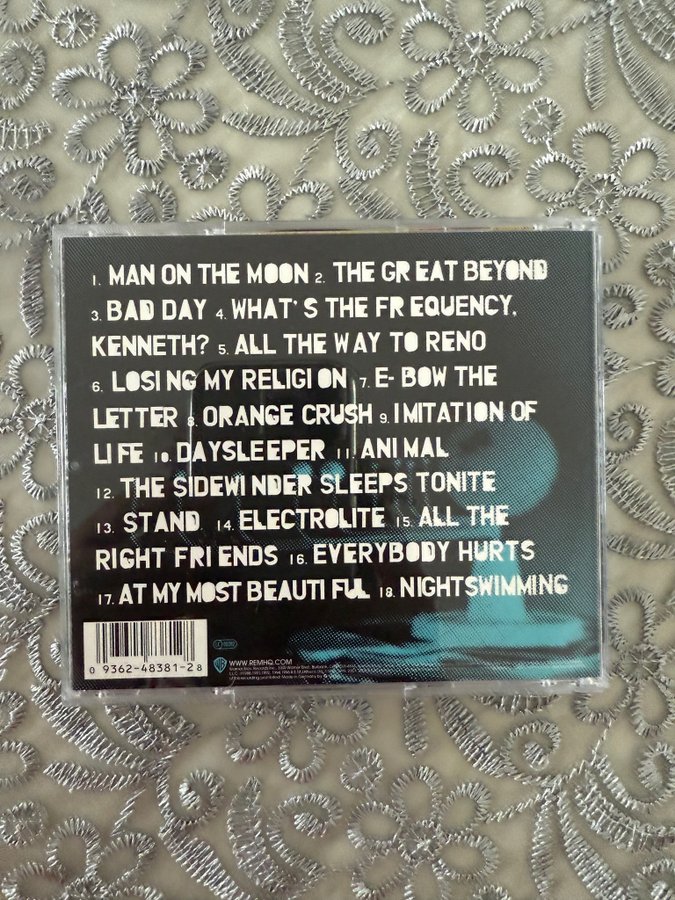 1. MAN ON THE MOON 2. THE GREAT BEYOND
3. BAD DAY 4. WHAT'S THE FREQUENCY,
KENNETH? 5. ALL THE WAY TO RENO
6. LOSING MY RELIGION 7. E-BOW THE
LETTER 8. ORANGE CRUSH 9. IMITATION OF
LIFE 10. DAYSLEEPER 11. ANIMAL
12. THE SIDEWINDER SLEEPS TONITE
13. STAND 14. ELECTROLITE 15. ALL THE
RIGHT FRIENDS 16. EVERYBODY HURTS
17. AT MY MOST BEAUTIFUL 18. NIGHTSWIMMING
0 9362-48381-2 8
WWW.REMHQ.COM